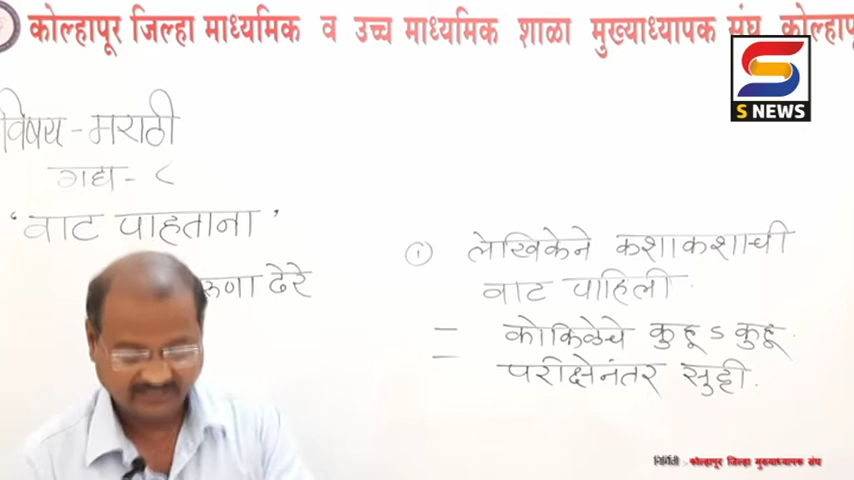 कोल्हापूर जिल्हा माध्यमिक व उच्च माध्यमिक शाळा मुख्याध्यापक संघ कोल्हापू
S NEWS
विषय - मराठी
गद्य - ८
'वाट पाहताना'
रुणा ढेरे
① लेखिकेने कशाकशाची
वाट पाहिली.
- कोकिळेचे कुहू ऽ कुहू.
- परीक्षेनंतर सुट्टी.
निर्मिती : कोल्हापूर जिल्हा मुख्याध्यापक संघ